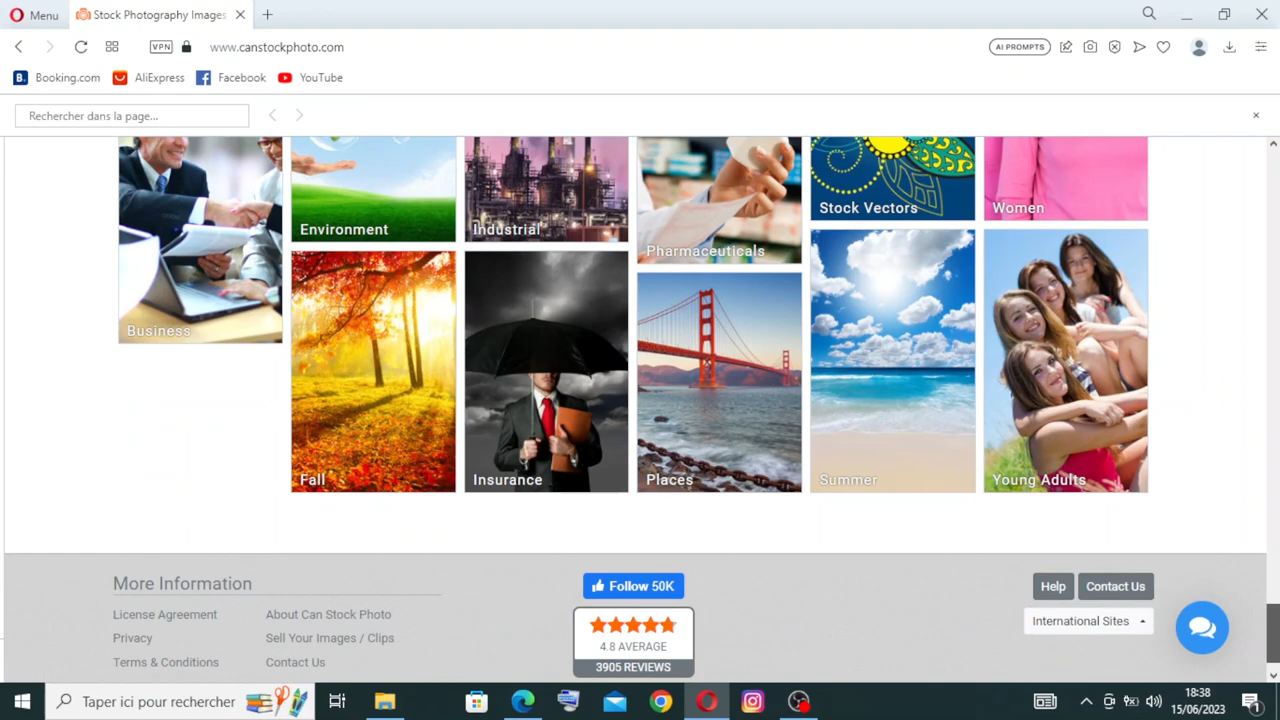 Menu
Stock Photography Images
VPN
www.canstockphoto.com
AI PROMPTS
B.
Booking.com
AliExpress
Facebook
YouTube
Rechercher dans la page...
Business
Environment
Industrial
Pharmaceuticals
Stock Vectors
Women
Fall
Insurance
Places
Summer
Young Adults
More Information
License Agreement
About Can Stock Photo
Privacy
Sell Your Images / Clips
Terms & Conditions
Contact Us
Follow 50K
4.8 AVERAGE
3905 REVIEWS
Help
Contact Us
International Sites
Taper ici pour rechercher
18:38
15/06/2023
1